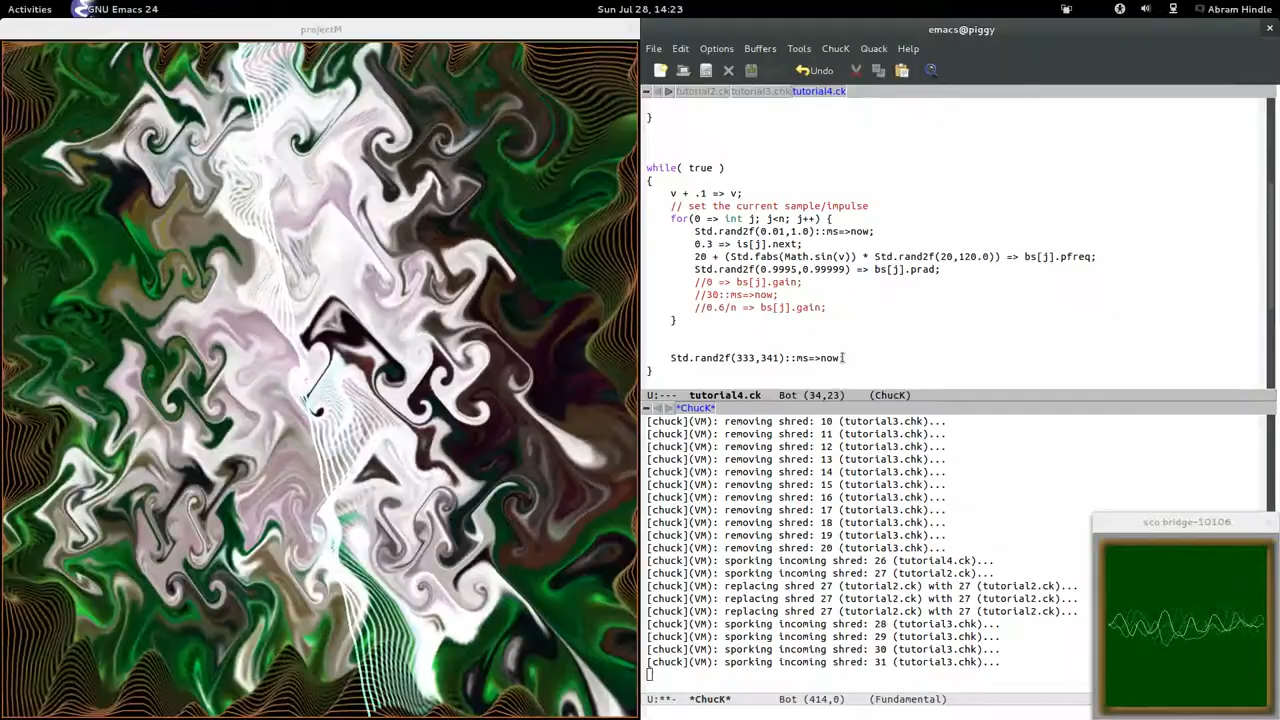 Activities GNU Emacs 24 Sun Jul 28, 14:23 Abram Hindle
projectM
emacs@piggy
File Edit Options Buffers Tools ChucK Quack Help
Undo
tutorial2.ck tutorial3.chk tutorial4.ck
}
while( true )
{
v + .1 => v;
// set the current sample/impulse
for(0 => int j; j<n; j++) {
Std.rand2f(0.01,1.0)::ms=>now;
0.3 => is[j].next;
20 + (Std.fabs(Math.sin(v)) * Std.rand2f(20,120.0)) => bs[j].pfreq;
Std.rand2f(0.9995,0.99999) => bs[j].prad;
//0 => bs[j].gain;
//30::ms=>now;
//0.6/n => bs[j].gain;
}
Std.rand2f(333,341)::ms=>now;
}
U:--- tutorial4.ck Bot (34,23) (ChucK)
*ChucK*
[chuck](VM): removing shred: 10 (tutorial3.chk)...
[chuck](VM): removing shred: 11 (tutorial3.chk)...
[chuck](VM): removing shred: 12 (tutorial3.chk)...
[chuck](VM): removing shred: 13 (tutorial3.chk)...
[chuck](VM): removing shred: 14 (tutorial3.chk)...
[chuck](VM): removing shred: 15 (tutorial3.chk)...
[chuck](VM): removing shred: 16 (tutorial3.chk)...
[chuck](VM): removing shred: 17 (tutorial3.chk)...
[chuck](VM): removing shred: 18 (tutorial3.chk)...
[chuck](VM): removing shred: 19 (tutorial3.chk)...
[chuck](VM): removing shred: 20 (tutorial3.chk)...
[chuck](VM): sporking incoming shred: 26 (tutorial4.ck)...
[chuck](VM): sporking incoming shred: 27 (tutorial2.ck)...
[chuck](VM): replacing shred 27 (tutorial2.ck) with 27 (tutorial2.ck)...
[chuck](VM): replacing shred 27 (tutorial2.ck) with 27 (tutorial2.ck)...
[chuck](VM): replacing shred 27 (tutorial2.ck) with 27 (tutorial2.ck)...
[chuck](VM): sporking incoming shred: 28 (tutorial3.chk)...
[chuck](VM): sporking incoming shred: 29 (tutorial3.chk)...
[chuck](VM): sporking incoming shred: 30 (tutorial3.chk)...
[chuck](VM): sporking incoming shred: 31 (tutorial3.chk)...
U:**- *ChucK* Bot (414,0) (Fundamental)
sco bridge-10106